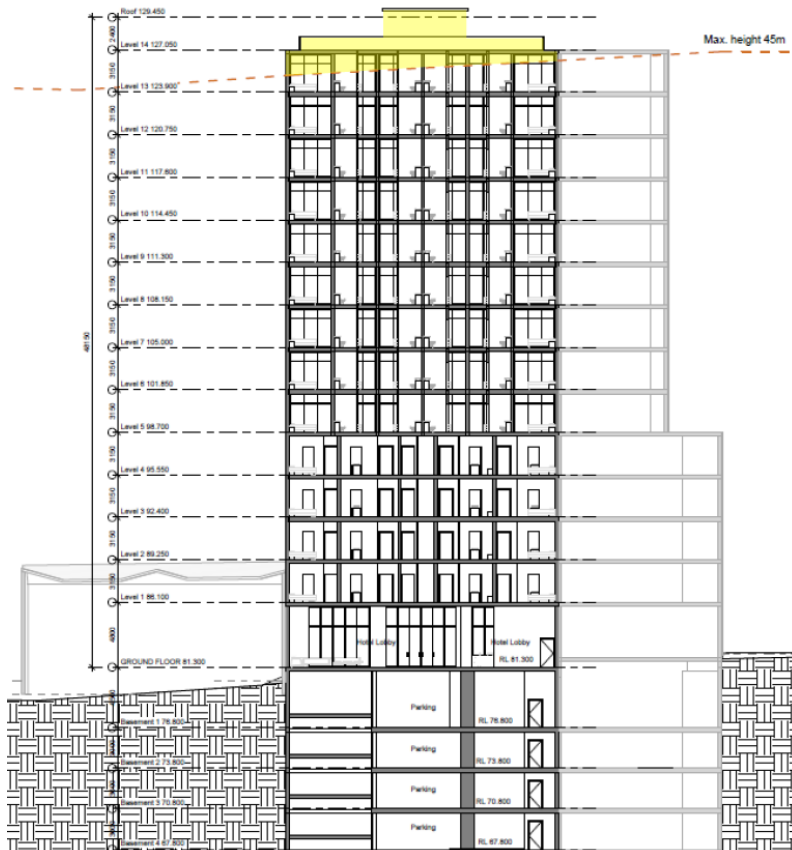 Roof 129.450
2400
Level 14 127.050
Max. height 45m
3150
Level 13 123.900
3150
Level 12 120.750
3150
Level 11 117.600
3150
Level 10 114.450
3150
Level 9 111.300
3150
Level 8 108.150
3150
Level 7 105.000
48150
3150
Level 6 101.850
3150
Level 5 98.700
3150
Level 4 95.550
3150
Level 3 92.400
3150
Level 2 89.250
3150
Level 1 86.100
4800
Hotel Lobby
Hotel Lobby
RL 81.300
GROUND FLOOR 81.300
Parking
Basement 1 76.800
RL 76.800
Parking
Basement 2 73.800
RL 73.800
Parking
Basement 3 70.800
RL 70.800
Parking
Basement 4 67.800
RL 67.800